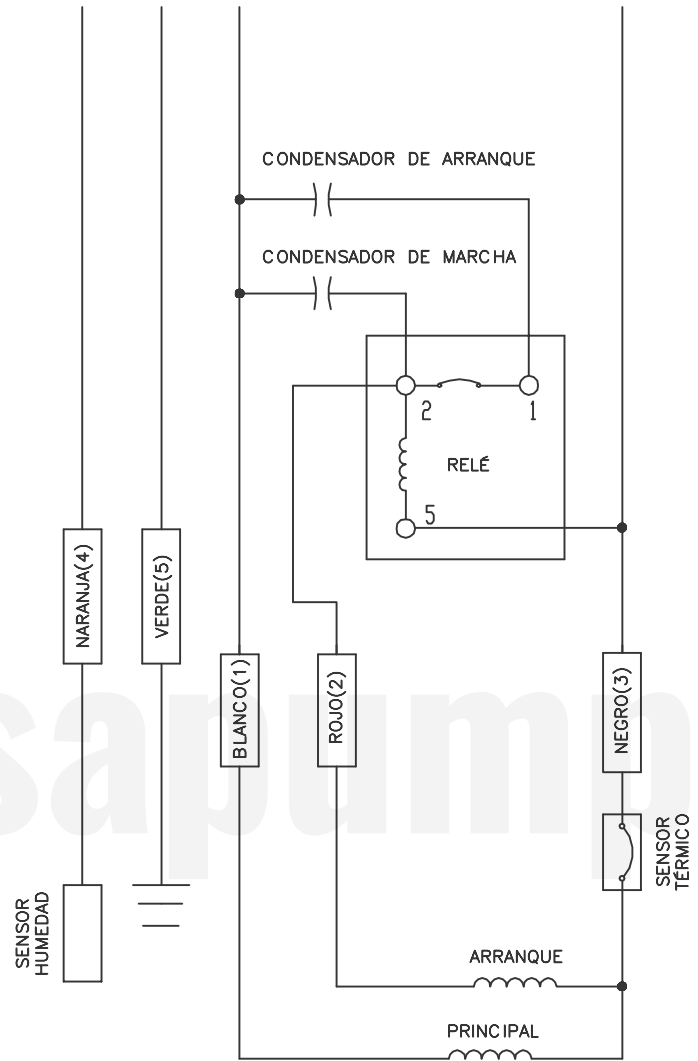 CONDENSADOR DE ARRANQUE
CONDENSADOR DE MARCHA
2
1
RELÉ
5
NARANJA(4)
VERDE(5)
BLANCO(1)
ROJO(2)
NEGRO(3)
SENSOR
TÉRMICO
SENSOR
HUMEDAD
ARRANQUE
PRINCIPAL
sapump